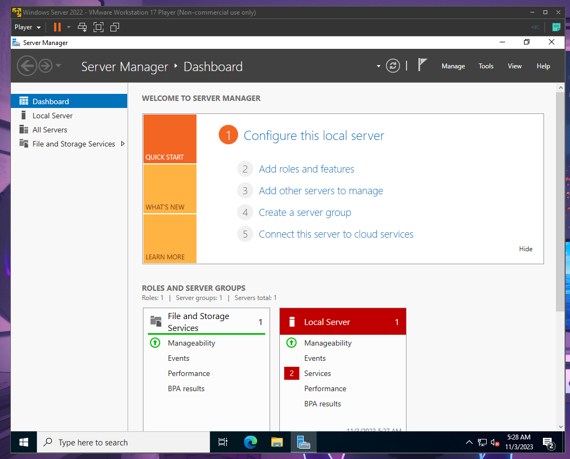 Windows Server 2022 - VMware Workstation 17 Player (Non-commercial use only)
Player
Server Manager
Server Manager Dashboard
Manage Tools View Help
Dashboard
Local Server
All Servers
File and Storage Services
WELCOME TO SERVER MANAGER
QUICK START
WHAT'S NEW
LEARN MORE
1 Configure this local server
2 Add roles and features
3 Add other servers to manage
4 Create a server group
5 Connect this server to cloud services
Hide
ROLES AND SERVER GROUPS
Roles: 1 | Server groups: 1 | Servers total: 1
File and Storage Services 1
Manageability
Events
Performance
BPA results
Local Server 1
Manageability
Events
2 Services
Performance
BPA results
11/3/2023 5:27 AM
Type here to search
5:28 AM
11/3/2023
2